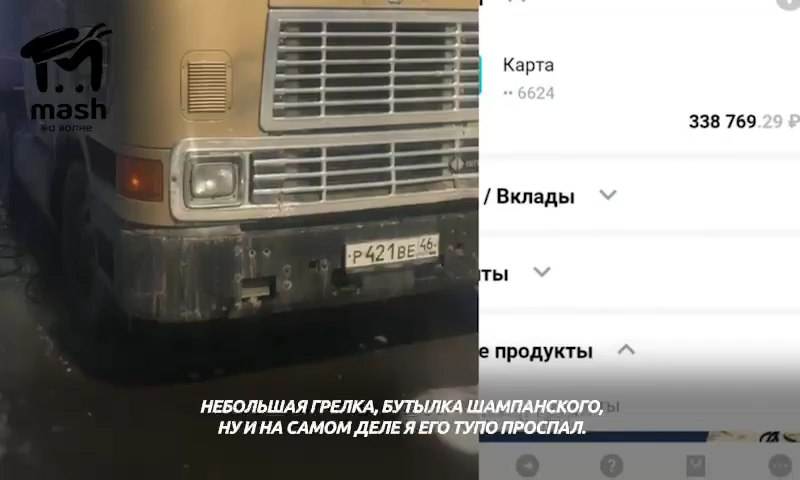 mash
на волне
Р421ВЕ 46
Карта
•• 6624
338 769.29 ₽
/ Вклады
ты
е продукты
НЕБОЛЬШАЯ ГРЕЛКА, БУТЫЛКА ШАМПАНСКОГО,
НУ И НА САМОМ ДЕЛЕ Я ЕГО ТУПО ПРОСПАЛ.